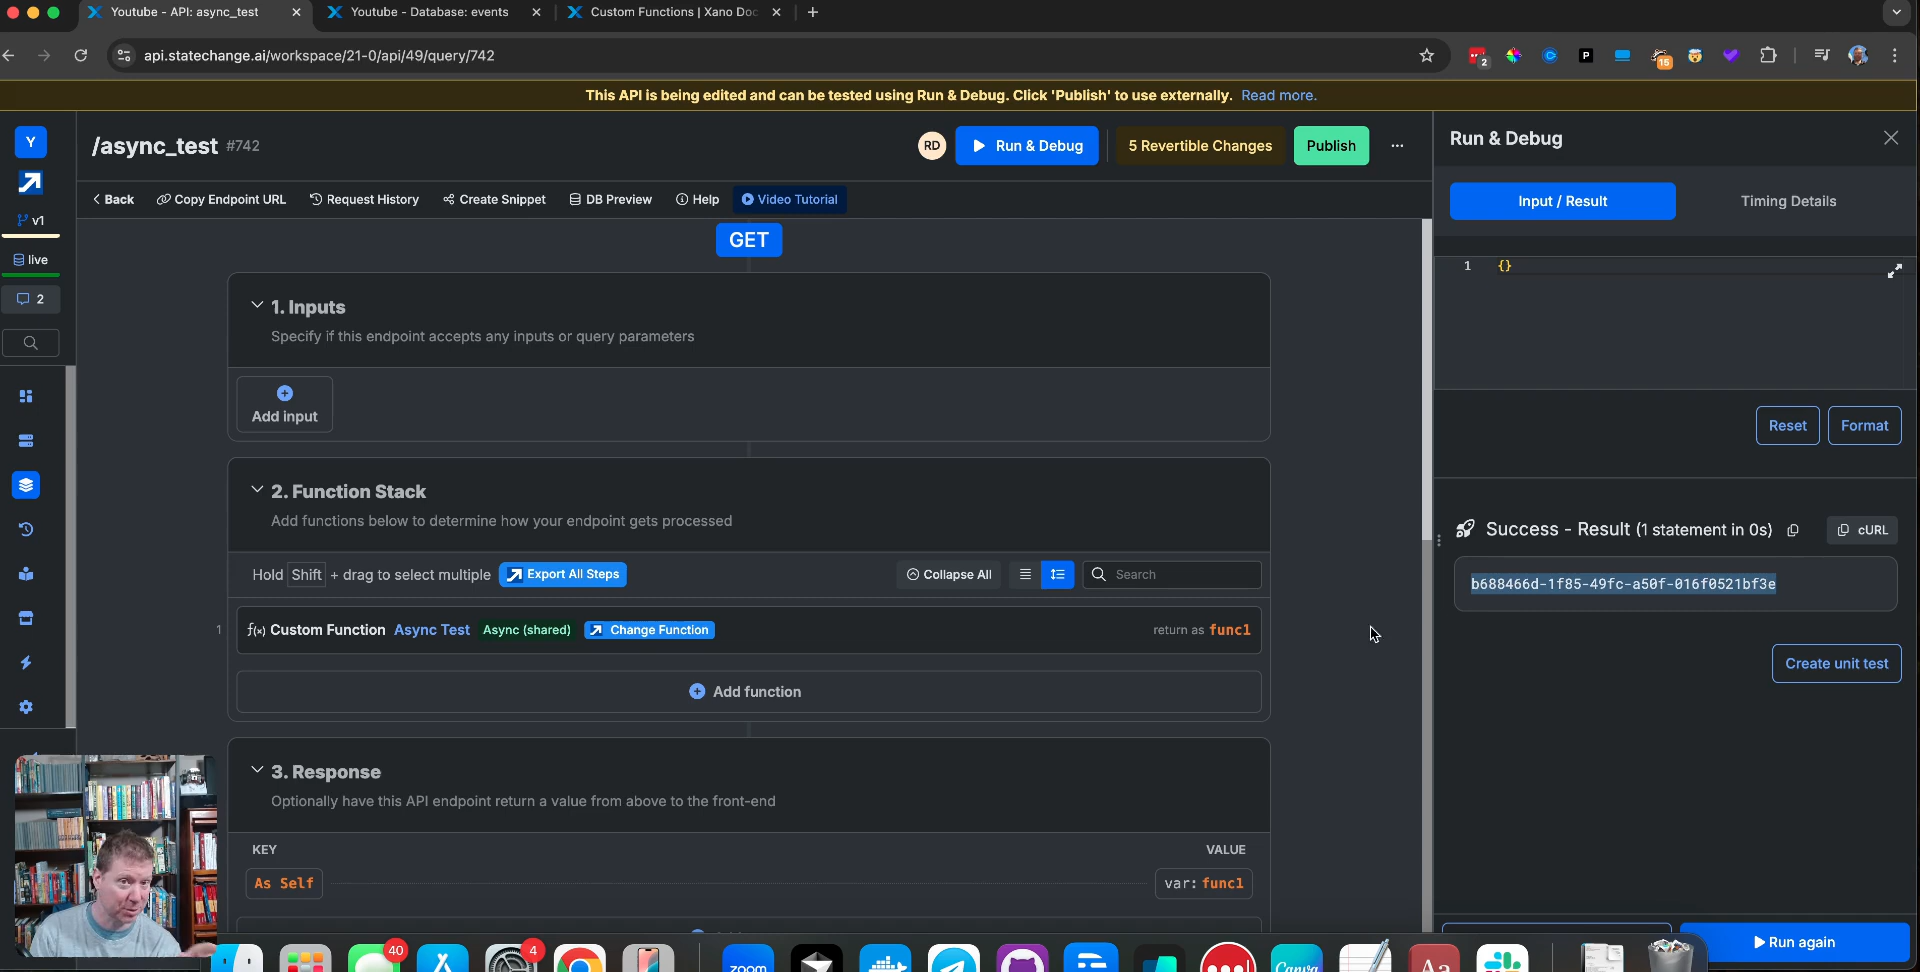 Youtube - API: async_test
Youtube - Database: events
Custom Functions | Xano Doc
api.statechange.ai/workspace/21-0/api/49/query/742
2
P
15
This API is being edited and can be tested using Run & Debug. Click 'Publish' to use externally. Read more.
Y
/async_test #742
RD
Run & Debug
5 Revertible Changes
Publish
Run & Debug
Back
Copy Endpoint URL
Request History
Create Snippet
DB Preview
Help
Video Tutorial
Input / Result
Timing Details
v1
live
2
GET
1 {}
1. Inputs
Specify if this endpoint accepts any inputs or query parameters
Add input
Reset
Format
2. Function Stack
Add functions below to determine how your endpoint gets processed
Hold Shift + drag to select multiple
Export All Steps
Collapse All
Search
Success - Result (1 statement in 0s)
cURL
b688466d-1f85-49fc-a50f-016f0521bf3e
1 f(x) Custom Function Async Test Async (shared) Change Function return as func1
Create unit test
Add function
3. Response
Optionally have this API endpoint return a value from above to the front-end
KEY VALUE
As Self var: func1
Run again
40
4
zoom
Canva
Aa